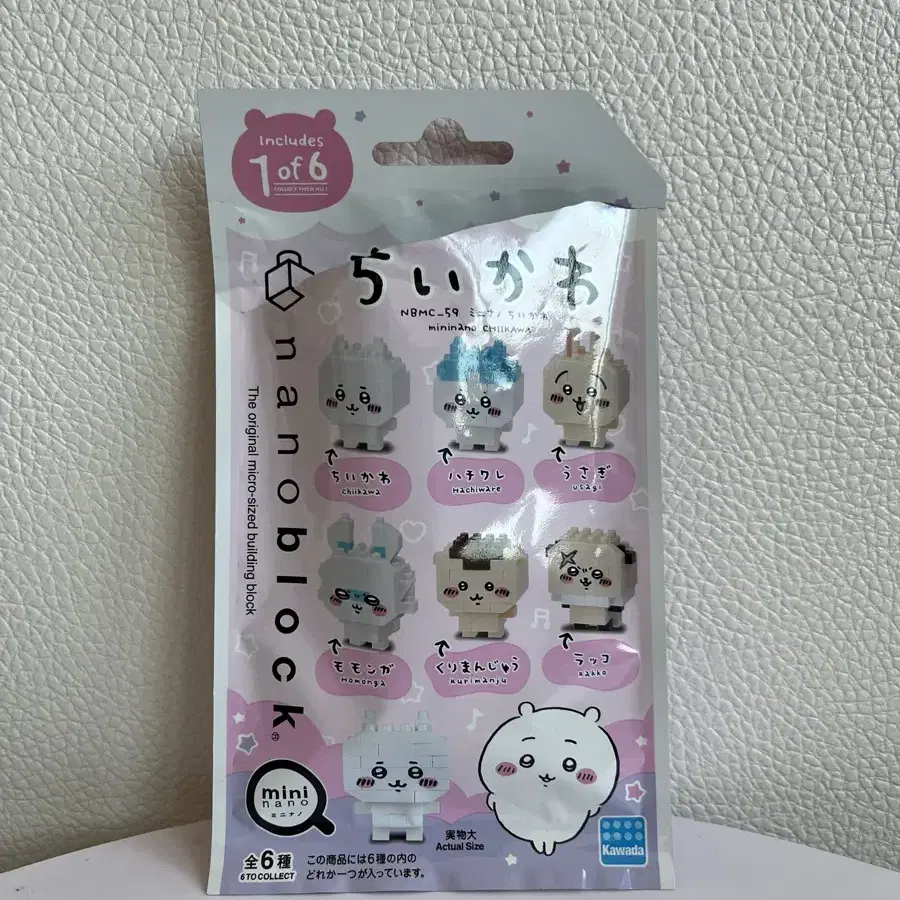 Includes
1 of 6
COLLECT THEM ALL!
nanoblock®
The original micro-sized building block
ちいかわ
NBMC_59 ミニナノ ちいかわ
mininano CHIIKAWA
ちいかわ
Chiikawa
ハチワレ
Hachiware
うさぎ
Usagi
モモンガ
Momonga
くりまんじゅう
Kurimanju
ラッコ
Rakko
mini
nano
ミニナノ
実物大
Actual Size
Kawada
全6種
6 TO COLLECT
この商品には6種の内の
どれか一つが入っています。